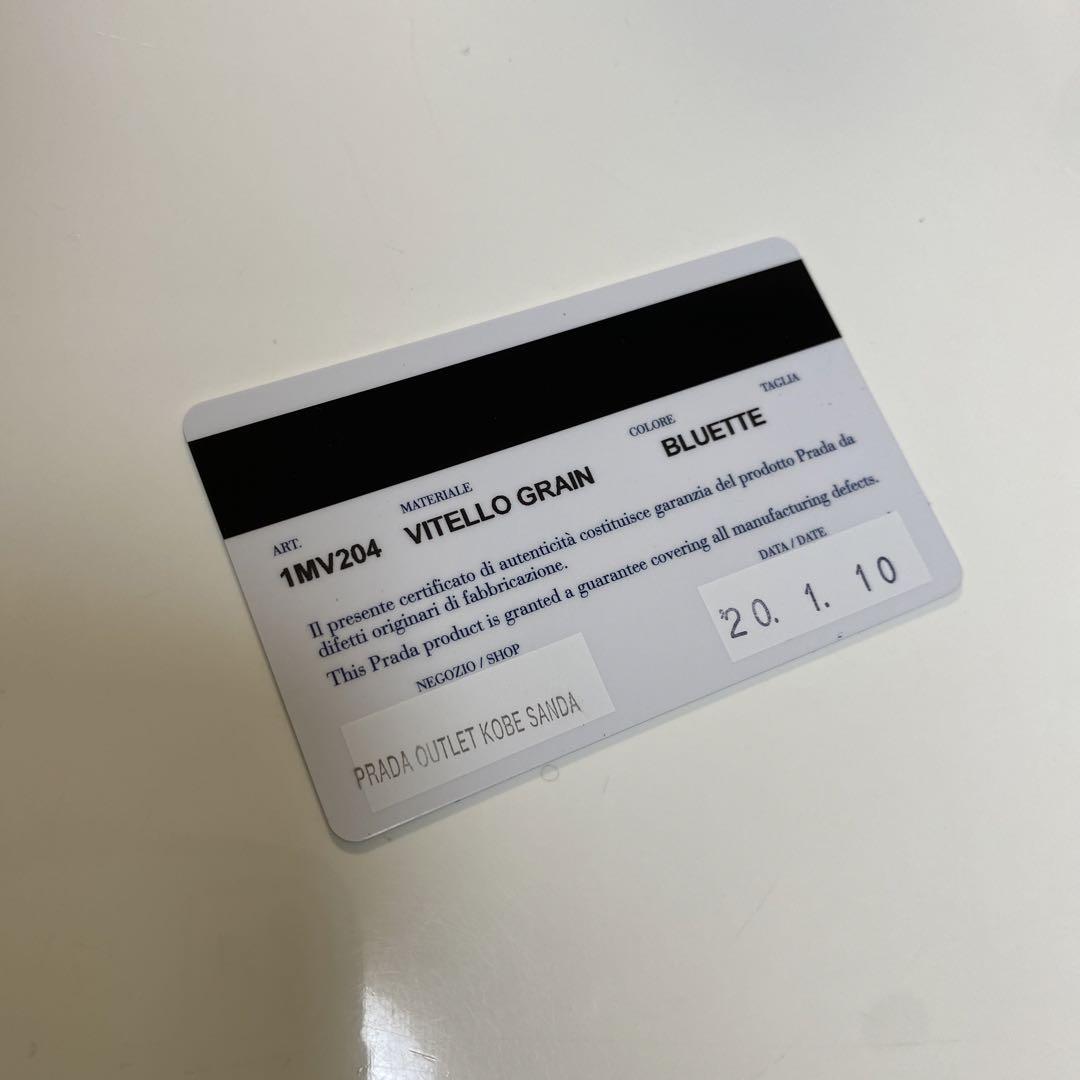 ART. MATERIALE COLORE TAGLIA
1MV204 VITELLO GRAIN BLUETTE
Il presente certificato di autenticità costituisce garanzia del prodotto Prada da
difetti originari di fabbricazione.
This Prada product is granted a guarantee covering all manufacturing defects.
NEGOZIO / SHOP DATA / DATE
PRADA OUTLET KOBE SANDA '20. 1. 10